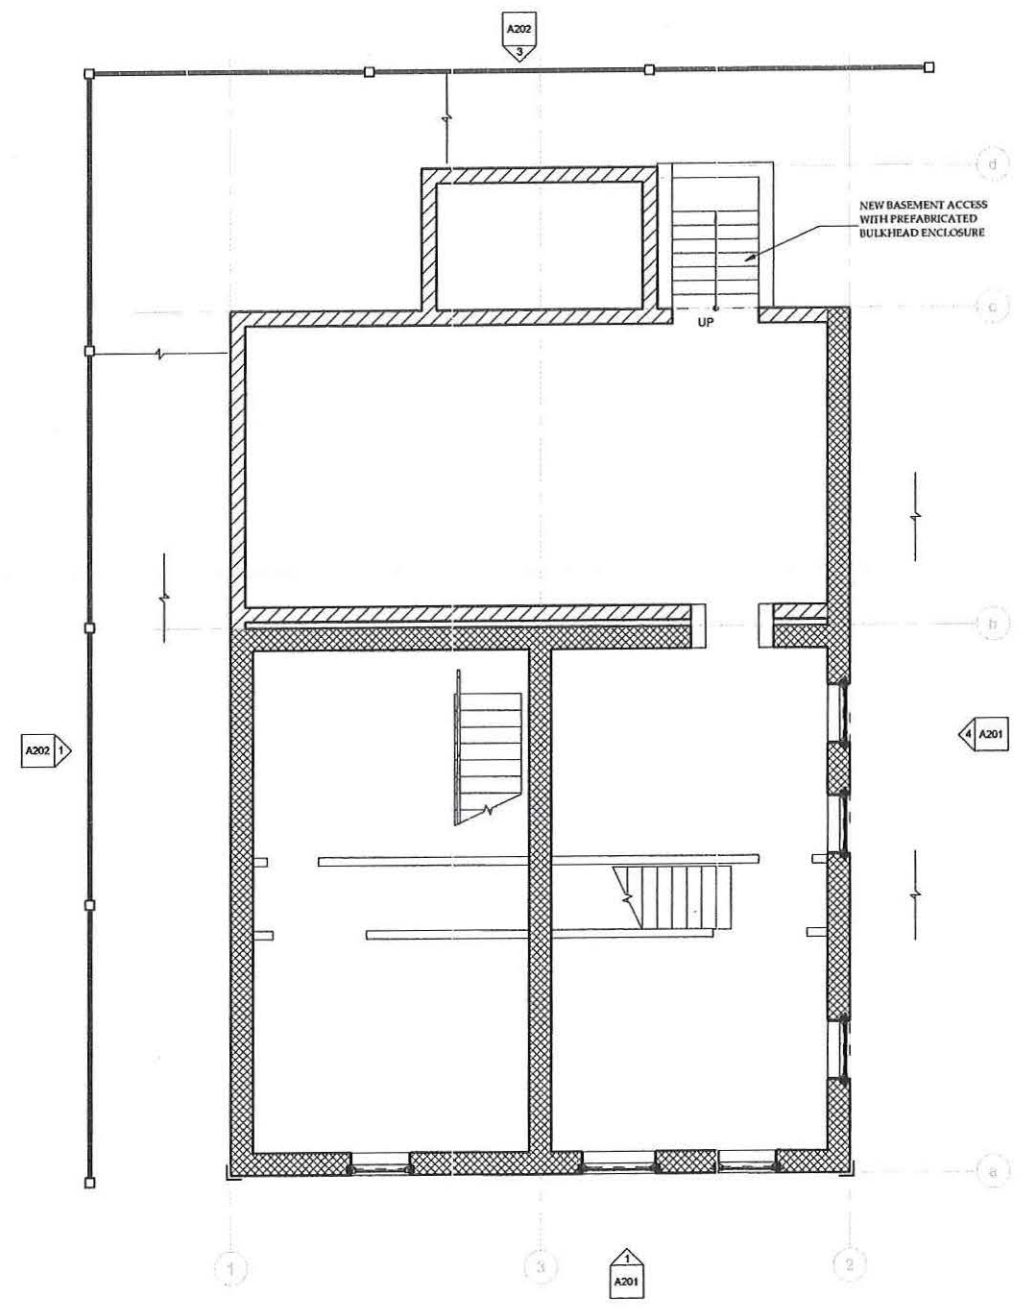 A202
3
d
NEW BASEMENT ACCESS
WITH PREFABRICATED
BULKHEAD ENCLOSURE
c
UP
b
A202 1
4 A201
a
1
3
2
1
A201